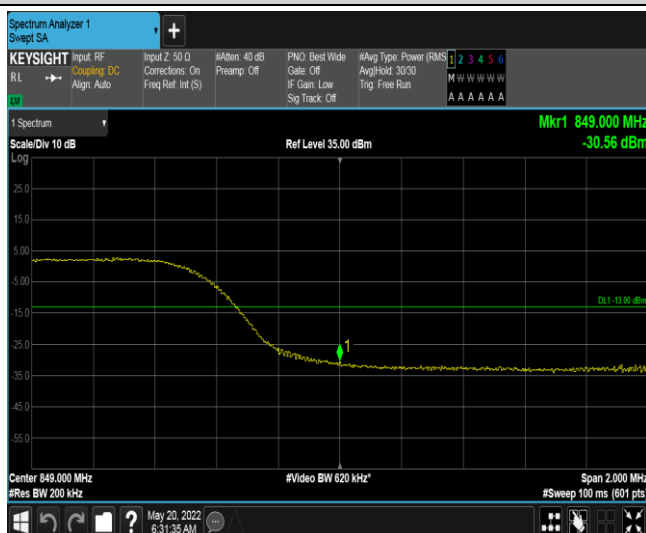 Spectrum Analyzer 1
Swept SA
+
KEYSIGHT Input: RF Input Z: 50 Ω #Atten: 40 dB PNO: Best Wide #Avg Type: Power (RMS 1 2 3 4 5 6
RL Coupling: DC Corrections: On Preamp: Off Gate: Off Avg|Hold: 30/30 M W W W W W
Align: Auto Freq Ref: Int (S) IF Gain: Low Trig: Free Run
Sig Track: Off A A A A A A
1 Spectrum Mkr1 849.000 MHz
Scale/Div 10 dB Ref Level 35.00 dBm -30.56 dBm
Log
25.0
15.0
5.00
-5.00
DL1 -13.00 dBm
-15.0
-25.0
1
-35.0
-45.0
-55.0
Center 849.000 MHz #Video BW 620 kHz* Span 2.000 MHz
#Res BW 200 kHz #Sweep 100 ms (601 pts)
? May 20, 2022
6:31:35 AM